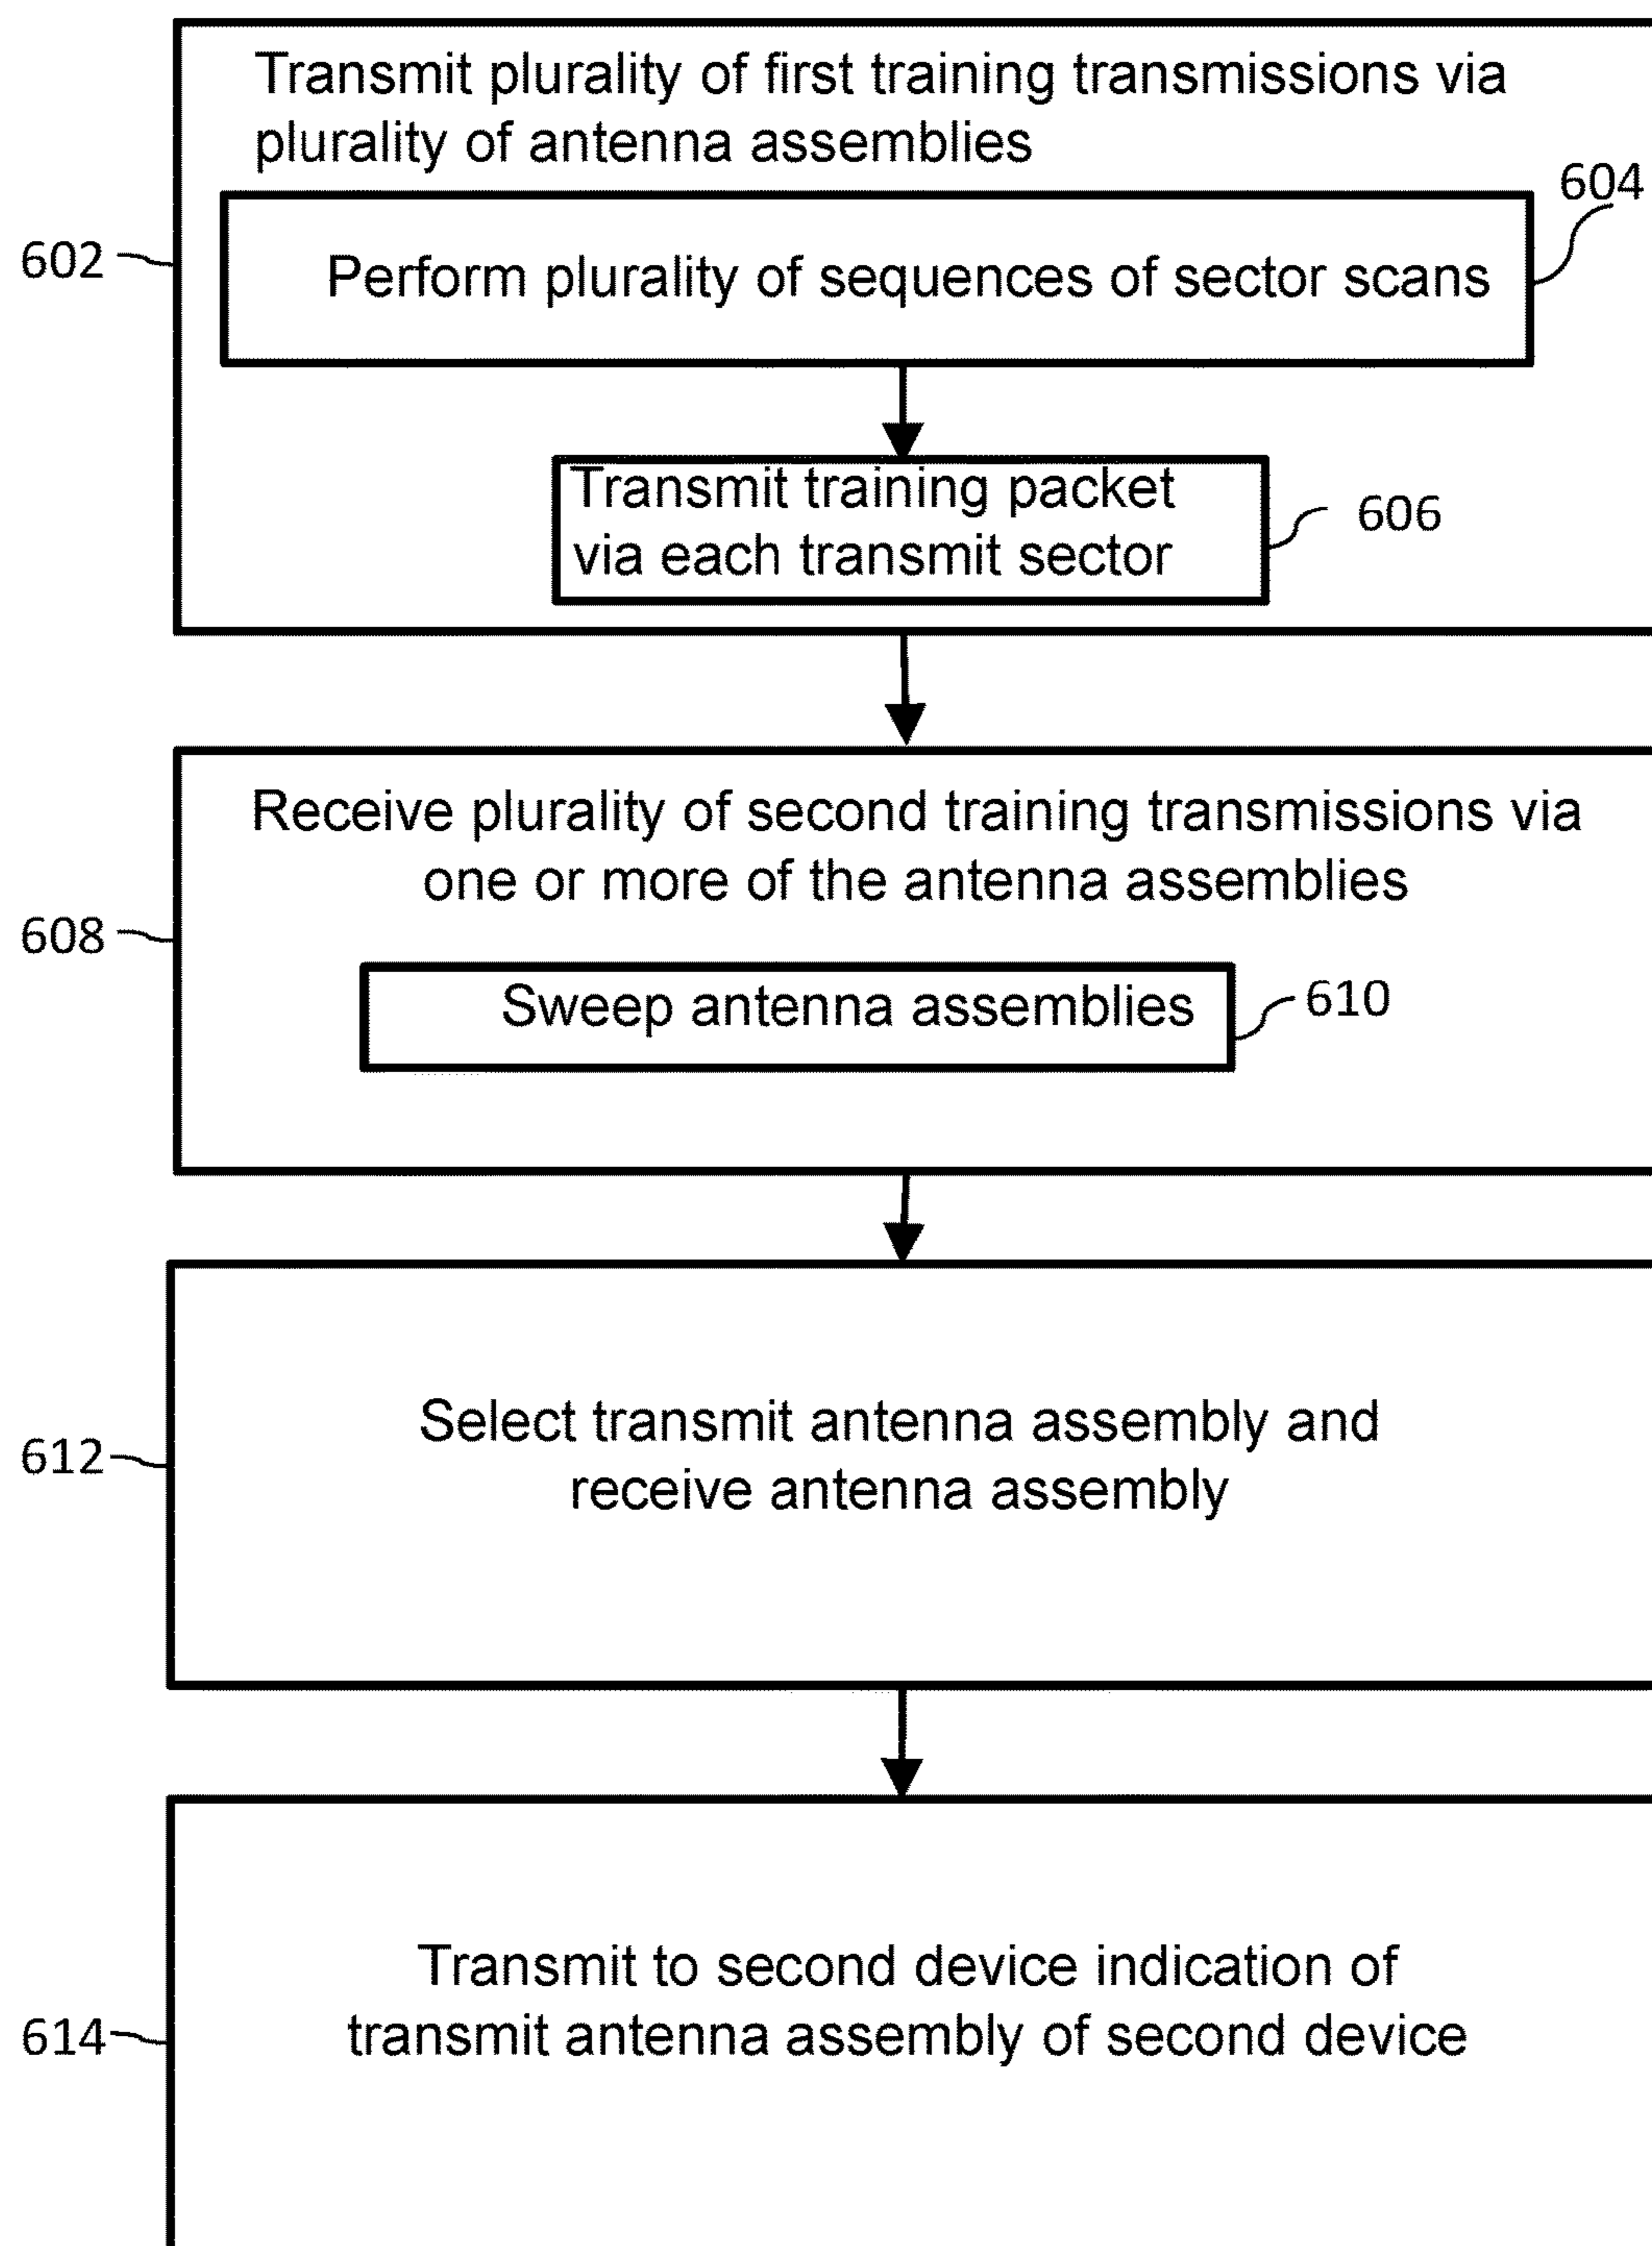 Transmit plurality of first training transmissions via
plurality of antenna assemblies
604
602
Perform plurality of sequences of sector scans
Transmit training packet
via each transmit sector
606
Receive plurality of second training transmissions via
one or more of the antenna assemblies
608
Sweep antenna assemblies
610
Select transmit antenna assembly and
receive antenna assembly
612
Transmit to second device indication of
transmit antenna assembly of second device
614